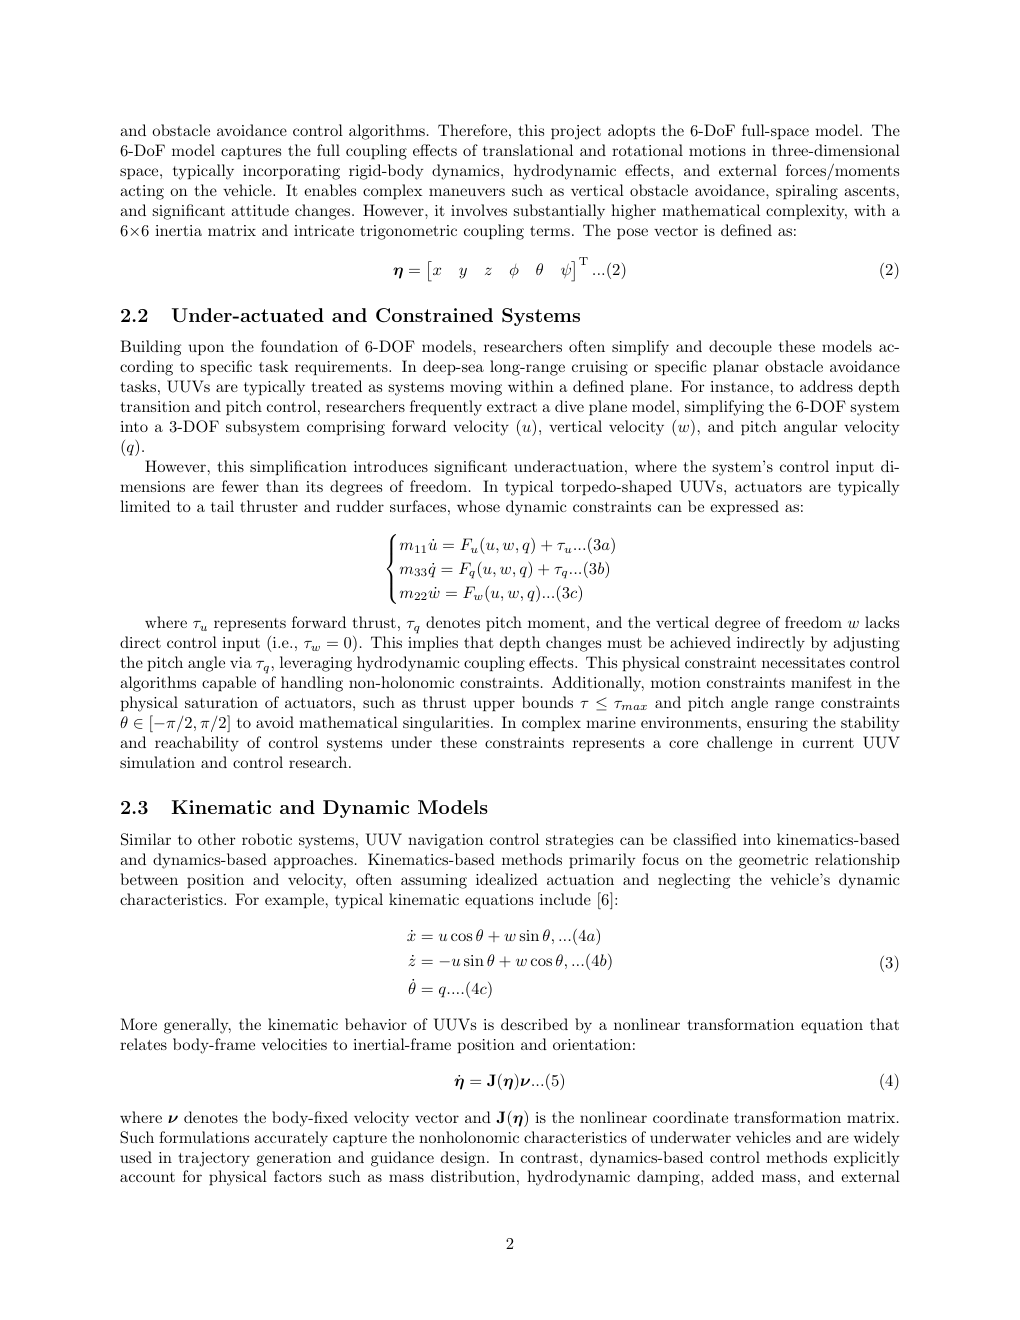 and obstacle avoidance control algorithms. Therefore, this project adopts the 6-DoF full-space model. The
6-DoF model captures the full coupling effects of translational and rotational motions in three-dimensional
space, typically incorporating rigid-body dynamics, hydrodynamic effects, and external forces/moments
acting on the vehicle. It enables complex maneuvers such as vertical obstacle avoidance, spiraling ascents,
and significant attitude changes. However, it involves substantially higher mathematical complexity, with a
6×6 inertia matrix and intricate trigonometric coupling terms. The pose vector is defined as:
η = [x y z ϕ θ ψ]ᵀ ...(2) (2)
2.2 Under-actuated and Constrained Systems
Building upon the foundation of 6-DOF models, researchers often simplify and decouple these models ac-
cording to specific task requirements. In deep-sea long-range cruising or specific planar obstacle avoidance
tasks, UUVs are typically treated as systems moving within a defined plane. For instance, to address depth
transition and pitch control, researchers frequently extract a dive plane model, simplifying the 6-DOF system
into a 3-DOF subsystem comprising forward velocity (u), vertical velocity (w), and pitch angular velocity
(q).
However, this simplification introduces significant underactuation, where the system's control input di-
mensions are fewer than its degrees of freedom. In typical torpedo-shaped UUVs, actuators are typically
limited to a tail thruster and rudder surfaces, whose dynamic constraints can be expressed as:
m₁₁u̇ = Fᵤ(u, w, q) + τᵤ...(3a)
m₃₃q̇ = F_q(u, w, q) + τ_q...(3b)
m₂₂ẇ = F_w(u, w, q)...(3c)
where τᵤ represents forward thrust, τ_q denotes pitch moment, and the vertical degree of freedom w lacks
direct control input (i.e., τ_w = 0). This implies that depth changes must be achieved indirectly by adjusting
the pitch angle via τ_q, leveraging hydrodynamic coupling effects. This physical constraint necessitates control
algorithms capable of handling non-holonomic constraints. Additionally, motion constraints manifest in the
physical saturation of actuators, such as thrust upper bounds τ ≤ τ_max and pitch angle range constraints
θ ∈ [−π/2, π/2] to avoid mathematical singularities. In complex marine environments, ensuring the stability
and reachability of control systems under these constraints represents a core challenge in current UUV
simulation and control research.
2.3 Kinematic and Dynamic Models
Similar to other robotic systems, UUV navigation control strategies can be classified into kinematics-based
and dynamics-based approaches. Kinematics-based methods primarily focus on the geometric relationship
between position and velocity, often assuming idealized actuation and neglecting the vehicle's dynamic
characteristics. For example, typical kinematic equations include [6]:
ẋ = u cos θ + w sin θ, ...(4a)
ż = −u sin θ + w cos θ, ...(4b) (3)
θ̇ = q....(4c)
More generally, the kinematic behavior of UUVs is described by a nonlinear transformation equation that
relates body-frame velocities to inertial-frame position and orientation:
η̇ = J(η)ν...(5) (4)
where ν denotes the body-fixed velocity vector and J(η) is the nonlinear coordinate transformation matrix.
Such formulations accurately capture the nonholonomic characteristics of underwater vehicles and are widely
used in trajectory generation and guidance design. In contrast, dynamics-based control methods explicitly
account for physical factors such as mass distribution, hydrodynamic damping, added mass, and external
2